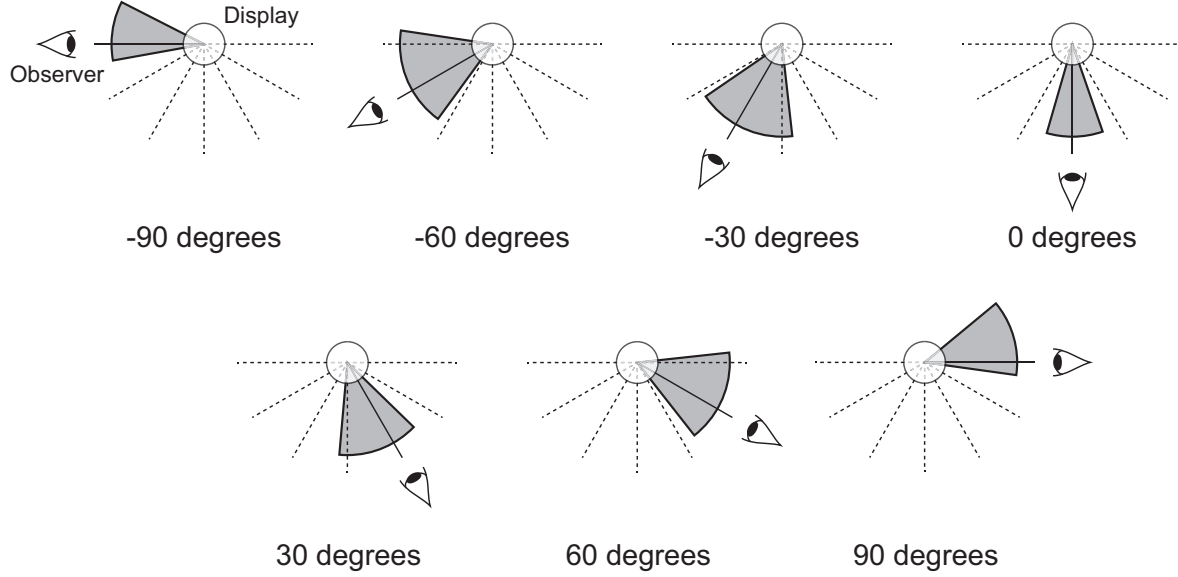 Display
Observer
-90 degrees
-60 degrees
-30 degrees
0 degrees
30 degrees
60 degrees
90 degrees